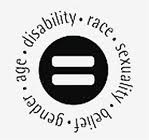 age · disability · race · sexuality · belief · gender ·